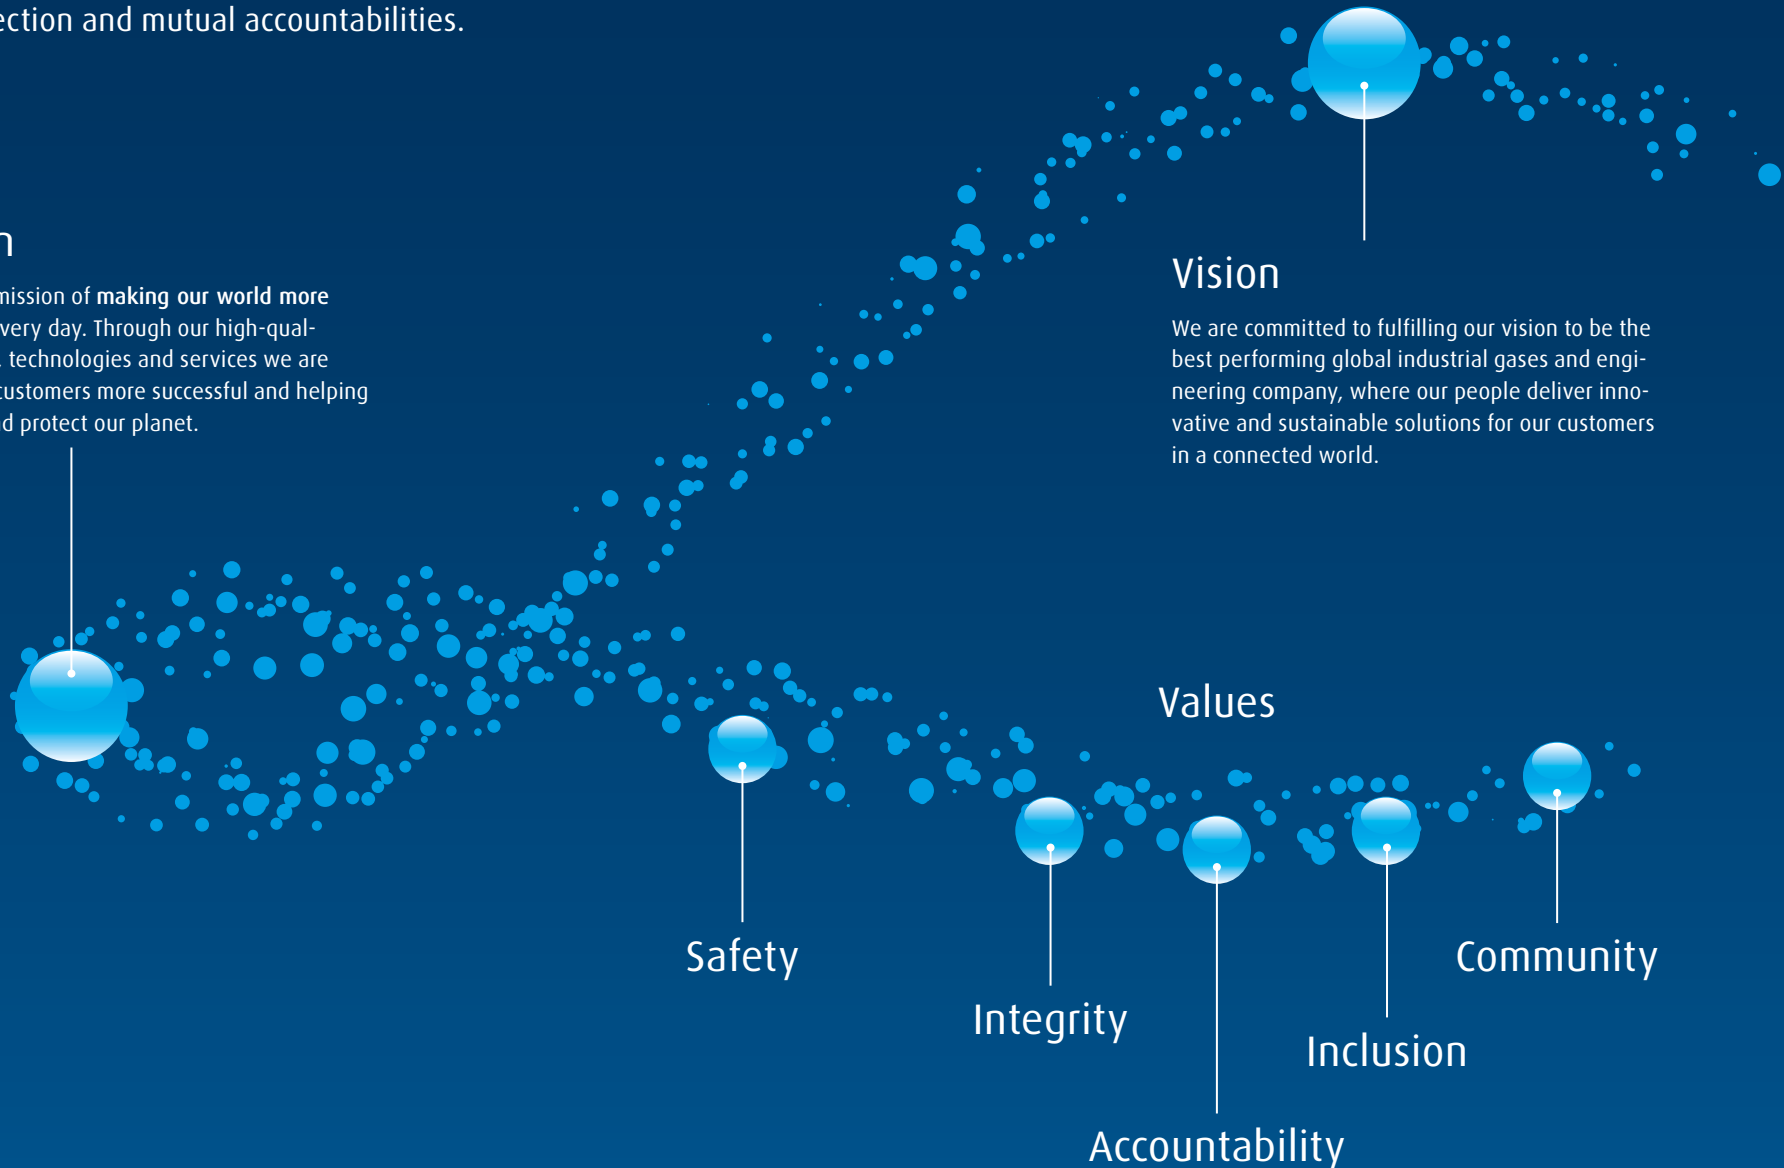 ection and mutual accountabilities.
n
mission of making our world more
very day. Through our high-qual-
, technologies and services we are
customers more successful and helping
d protect our planet.
Vision
We are committed to fulfilling our vision to be the
best performing global industrial gases and engi-
neering company, where our people deliver inno-
vative and sustainable solutions for our customers
in a connected world.
Values
Safety
Integrity
Accountability
Inclusion
Community